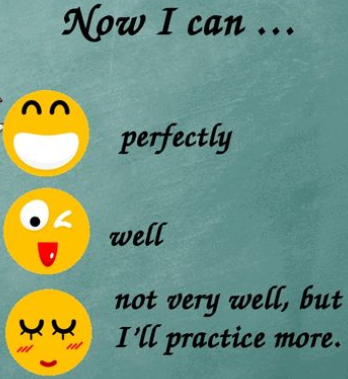 Now I can ...
perfectly
well
not very well, but
I'll practice more.